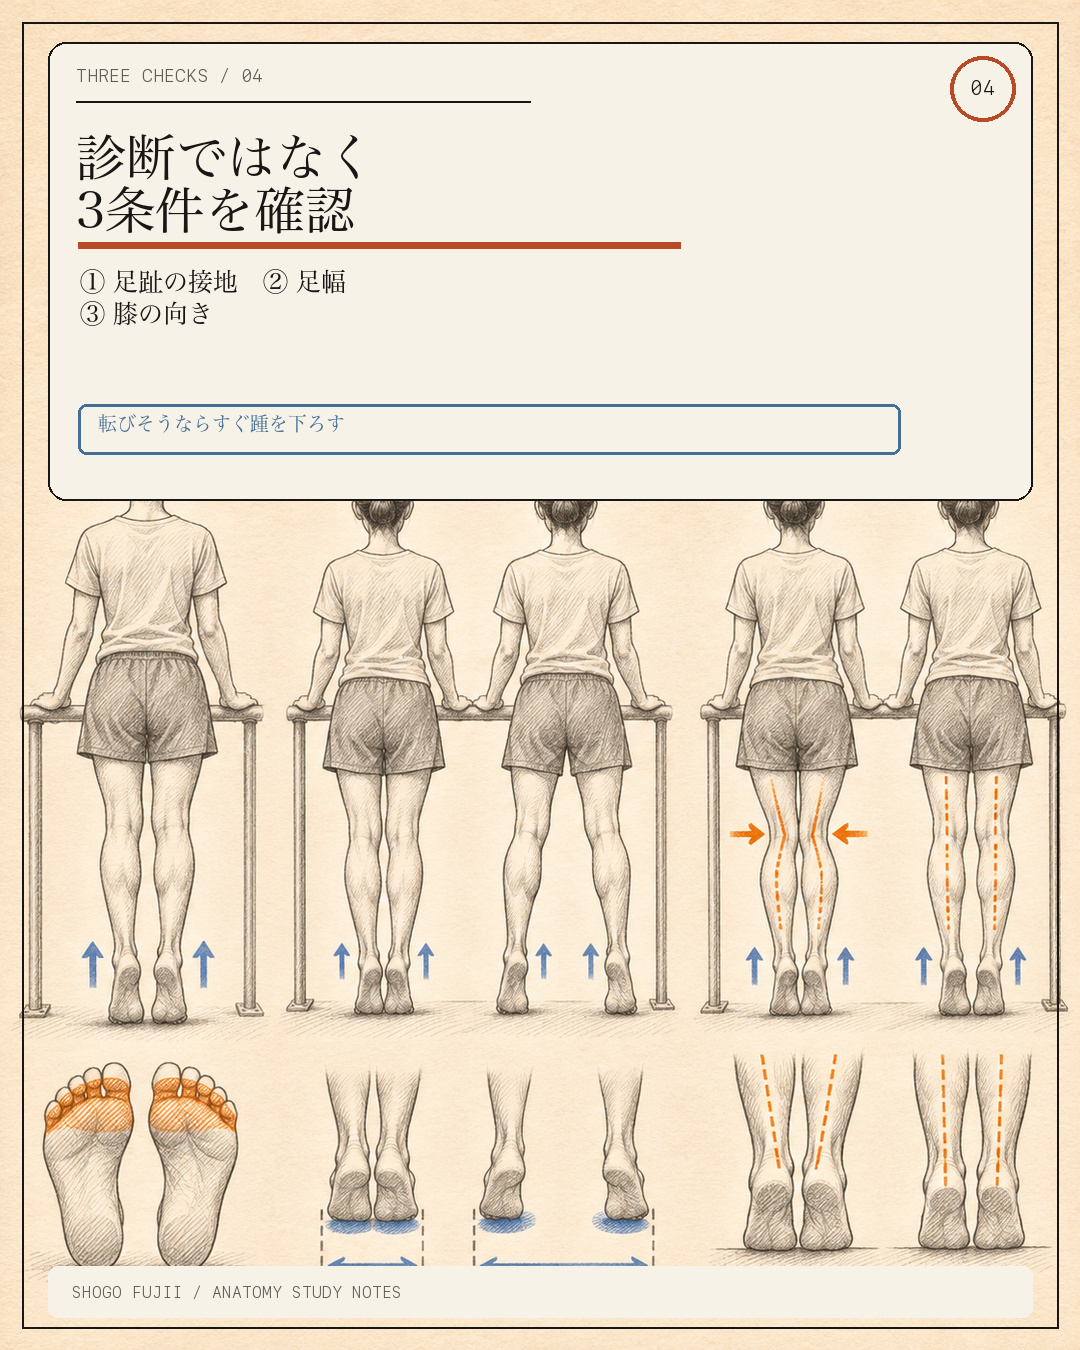 THREE CHECKS / 04
04
診断ではなく
3条件を確認
① 足趾の接地 ② 足幅
③ 膝の向き
転びそうならすぐ踵を下ろす
SHOGO FUJII / ANATOMY STUDY NOTES